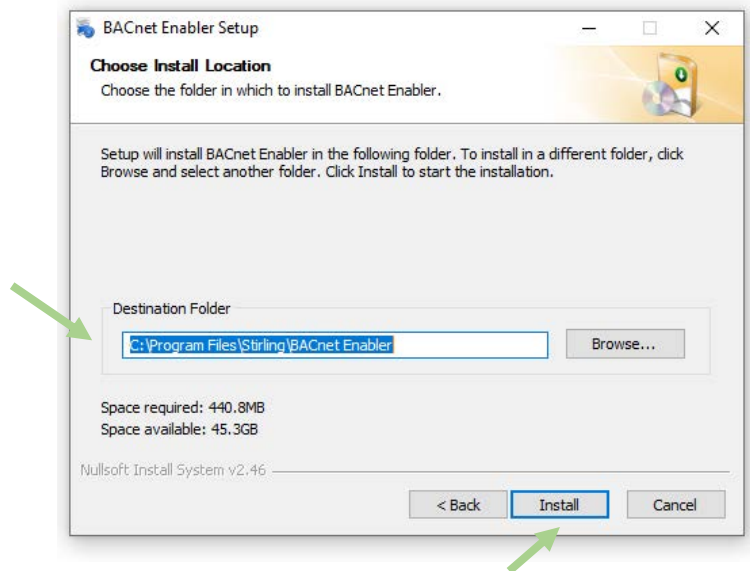 BACnet Enabler Setup
Choose Install Location
Choose the folder in which to install BACnet Enabler.
Setup will install BACnet Enabler in the following folder. To install in a different folder, click
Browse and select another folder. Click Install to start the installation.
Destination Folder
C:\Program Files\Stirling\BACnet Enabler
Browse...
Space required: 440.8MB
Space available: 45.3GB
Nullsoft Install System v2.46
< Back Install Cancel